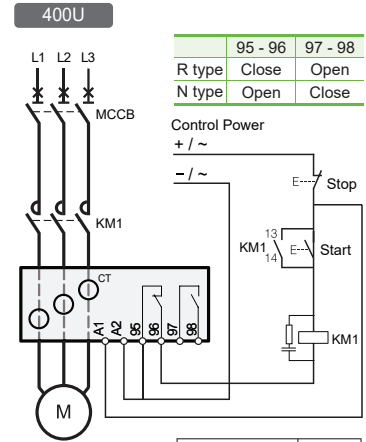 400U
L1 L2 L3
MCCB
95 - 96 97 - 98
R type Close Open
N type Open Close
Control Power
+ / ~
− / ~
E Stop
KM1
13
KM1
14
E Start
CT
A1 A2 95 96 97 98
KM1
M